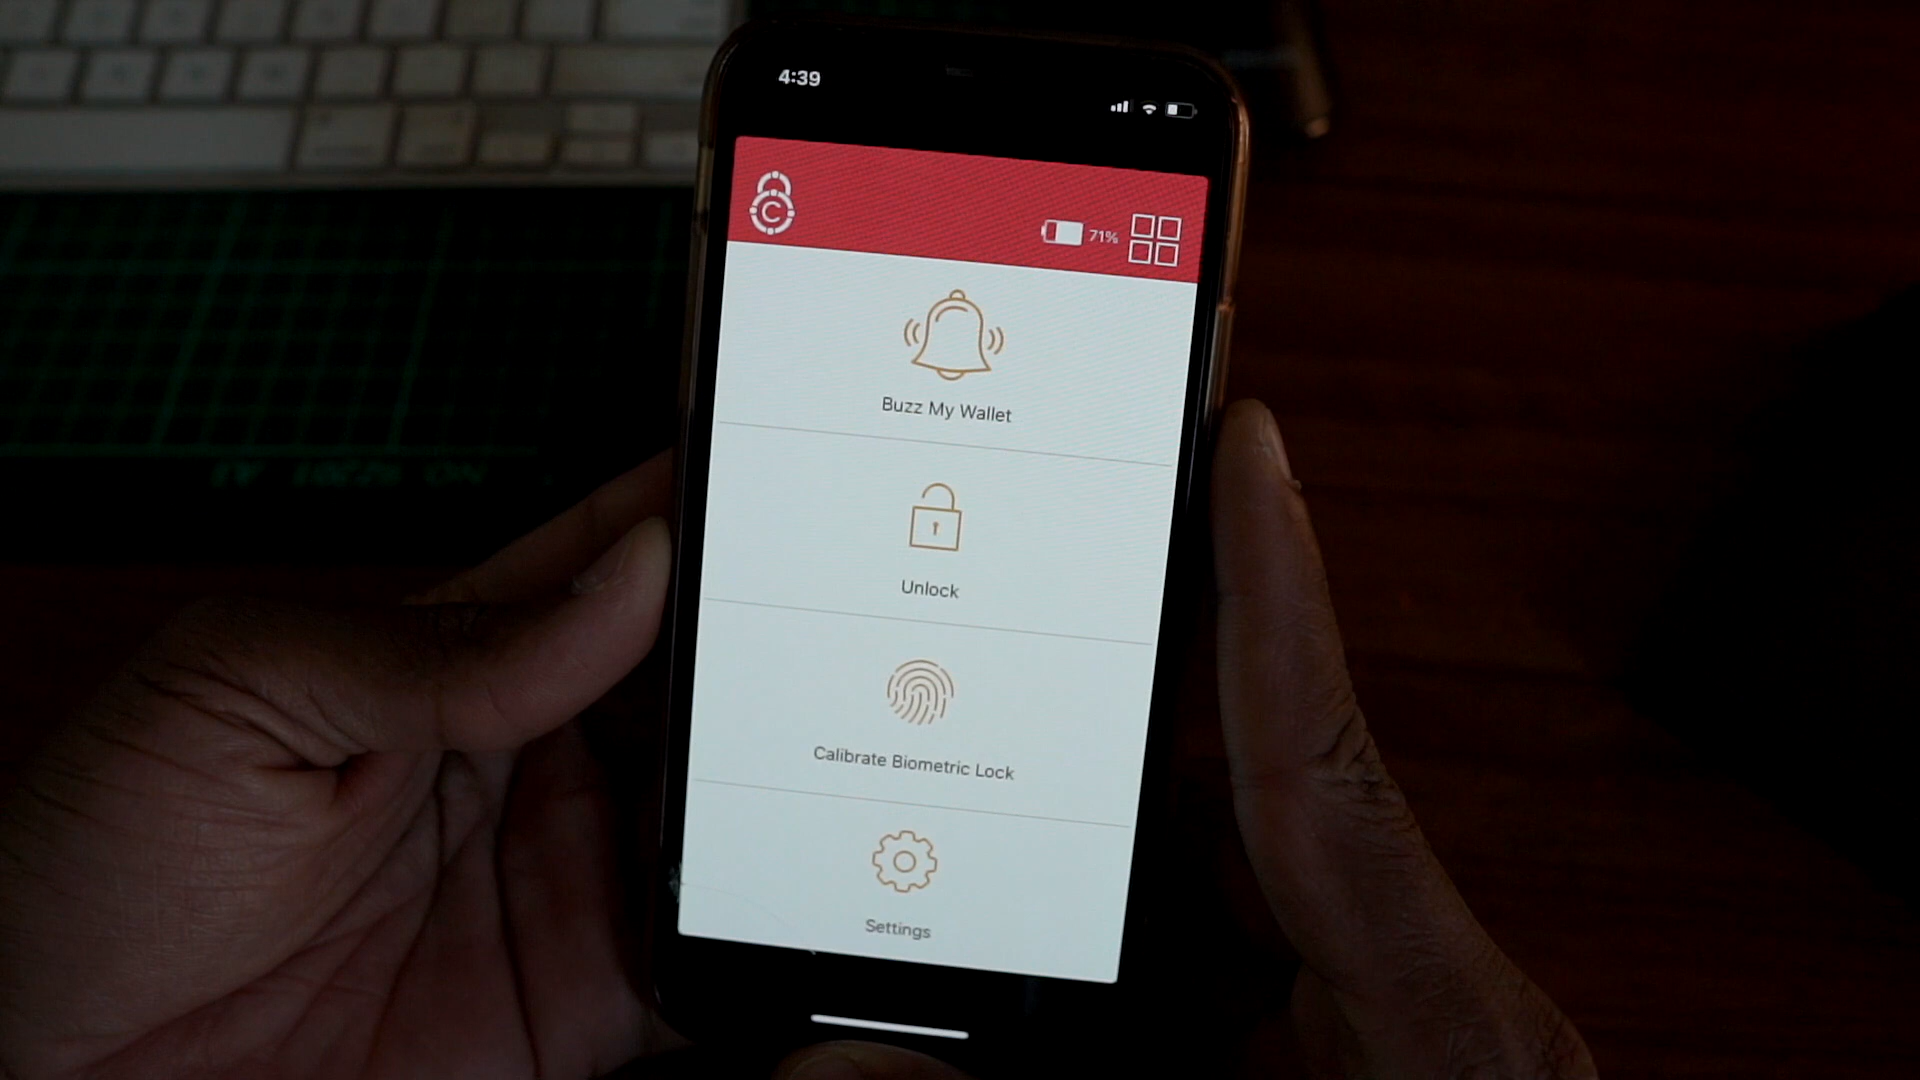 4:39
C
71%
Buzz My Wallet
Unlock
Calibrate Biometric Lock
Settings